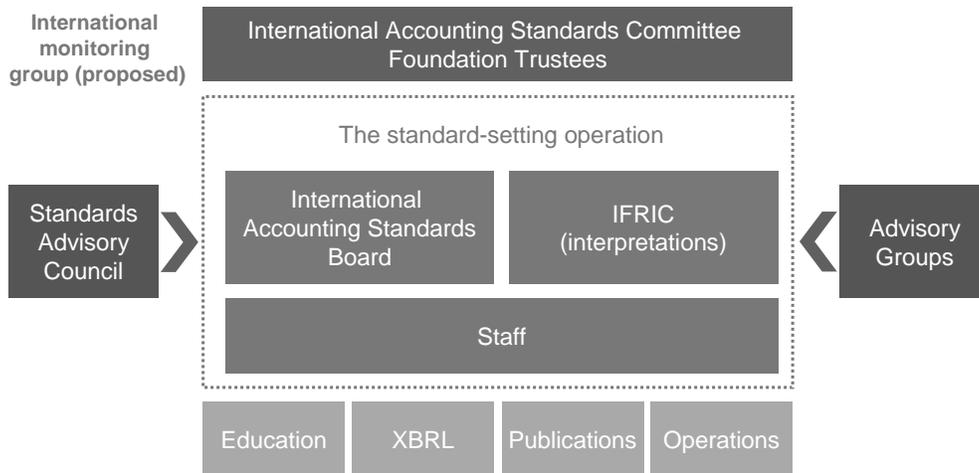 International
monitoring
group (proposed)
International Accounting Standards Committee
Foundation Trustees
The standard-setting operation
Standards
Advisory
Council
International
Accounting Standards
Board
IFRIC
(interpretations)
Advisory
Groups
Staff
Education
XBRL
Publications
Operations